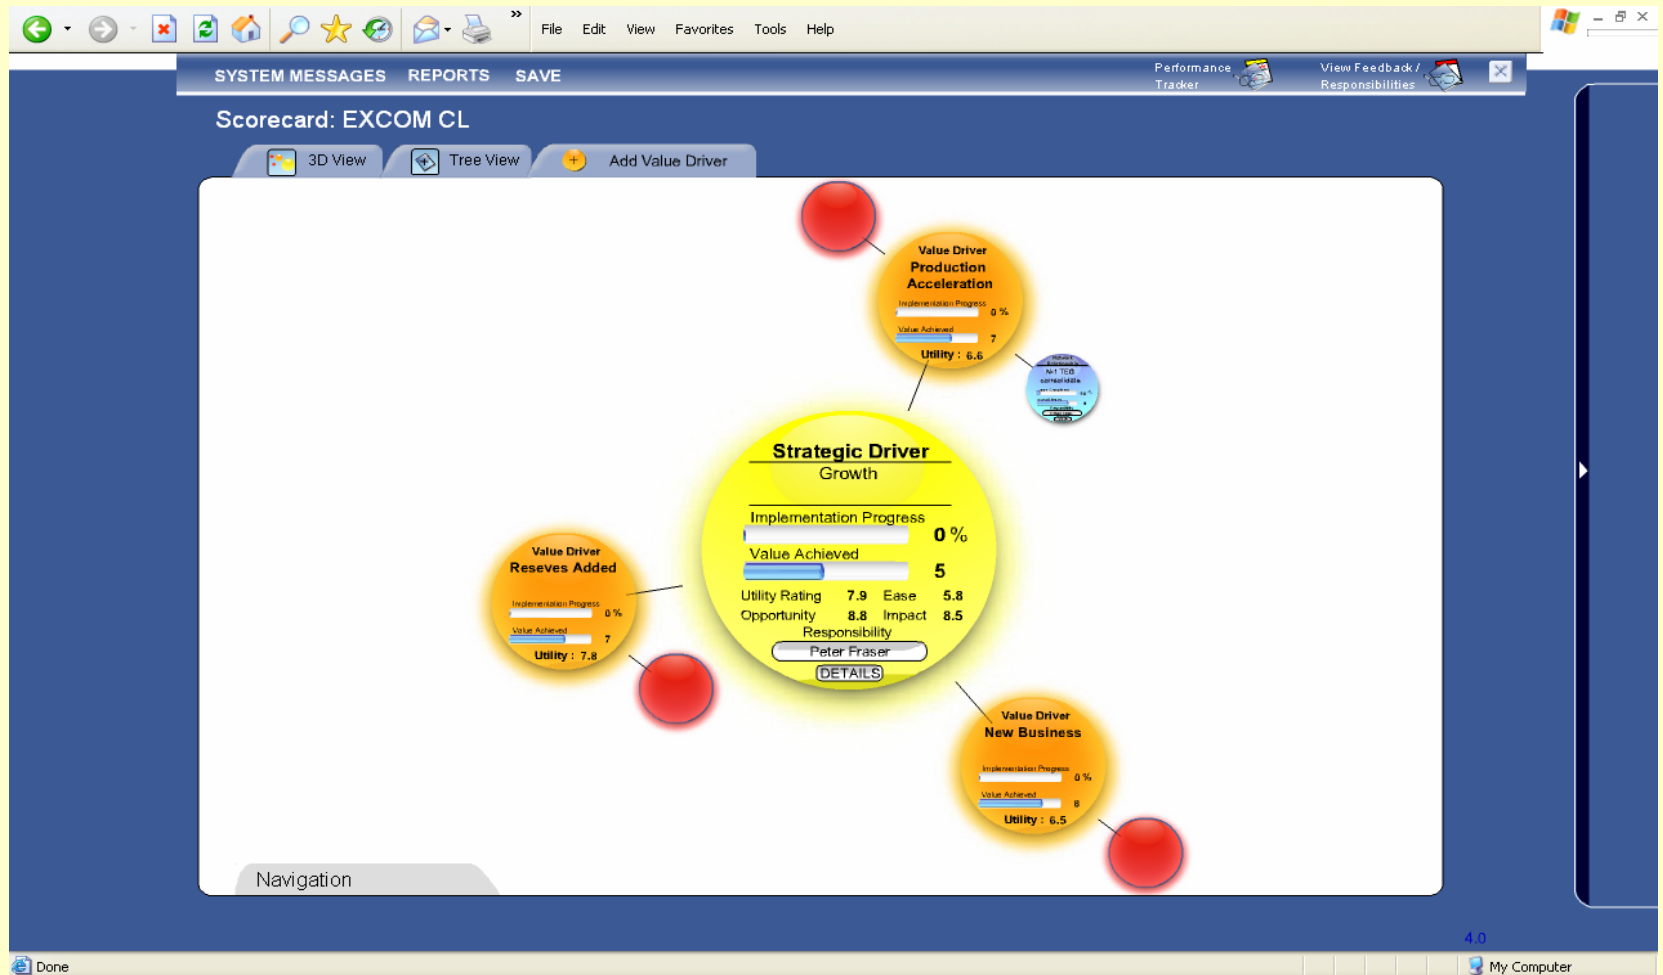 »
File Edit View Favorites Tools Help
SYSTEM MESSAGES REPORTS SAVE
Performance
Tracker
View Feedback /
Responsibilities
Scorecard: EXCOM CL
3D View
Tree View
Add Value Driver
Value Driver
Production
Acceleration
Implementation Progress
0 %
Value Achieved
7
Utility : 6.6
N-1 TEG
Strategic Driver
Growth
Implementation Progress
0 %
Value Achieved
5
Utility Rating 7.9 Ease 5.8
Opportunity 8.8 Impact 8.5
Responsibility
Peter Fraser
DETAILS
Value Driver
Reseves Added
Implementation Progress
0 %
Value Achieved
7
Utility : 7.8
Value Driver
New Business
Implementation Progress
0 %
Value Achieved
8
Utility : 6.5
Navigation
4.0
Done
My Computer